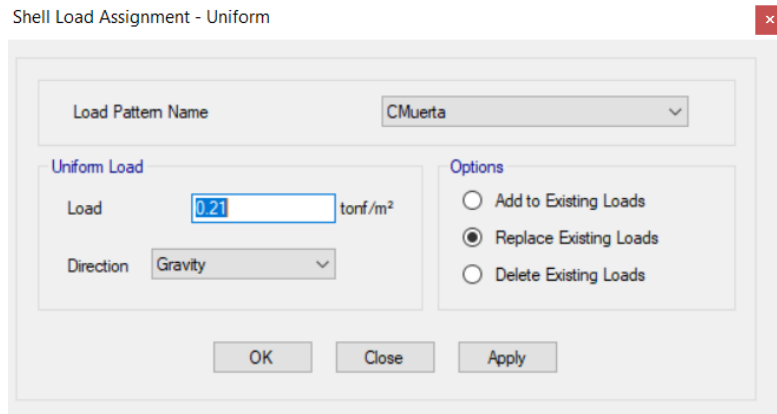 Shell Load Assignment - Uniform
Load Pattern Name
CMuerta
Uniform Load
Load
0.21
tonf/m²
Direction
Gravity
Options
Add to Existing Loads
Replace Existing Loads
Delete Existing Loads
OK
Close
Apply